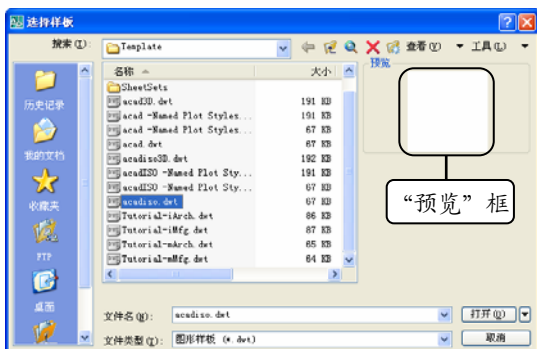 选择样板
搜索(I): Template 查看(V) 工具(L)
名称 大小 预览
SheetSets
acad3D.dwt 191 KB
acad -Named Plot Styles... 191 KB
acad -Named Plot Styles... 67 KB
acad.dwt 67 KB
acadiso3D.dwt 192 KB
acadISO -Named Plot Sty... 191 KB
acadISO -Named Plot Sty... 67 KB
acadiso.dwt 67 KB
Tutorial-iArch.dwt 86 KB
Tutorial-iMfg.dwt 87 KB
Tutorial-mArch.dwt 65 KB
Tutorial-mMfg.dwt 64 KB
历史记录
我的文档
收藏夹
FTP
桌面
“预览”框
文件名(N): acadiso.dwt 打开(O)
文件类型(T): 图形样板 (*.dwt) 取消